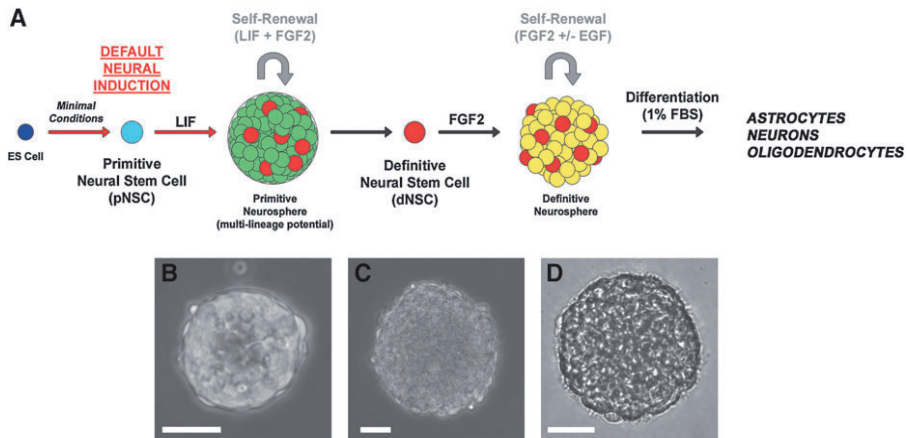 A
DEFAULT
NEURAL
INDUCTION
Self-Renewal
(LIF + FGF2)
Self-Renewal
(FGF2 +/- EGF)
Minimal
Conditions
LIF
FGF2
Differentiation
(1% FBS)
ASTROCYTES
NEURONS
OLIGODENDROCYTES
ES Cell
Primitive
Neural Stem Cell
(pNSC)
Primitive
Neurosphere
(multi-lineage potential)
Definitive
Neural Stem Cell
(dNSC)
Definitive
Neurosphere
B
C
D